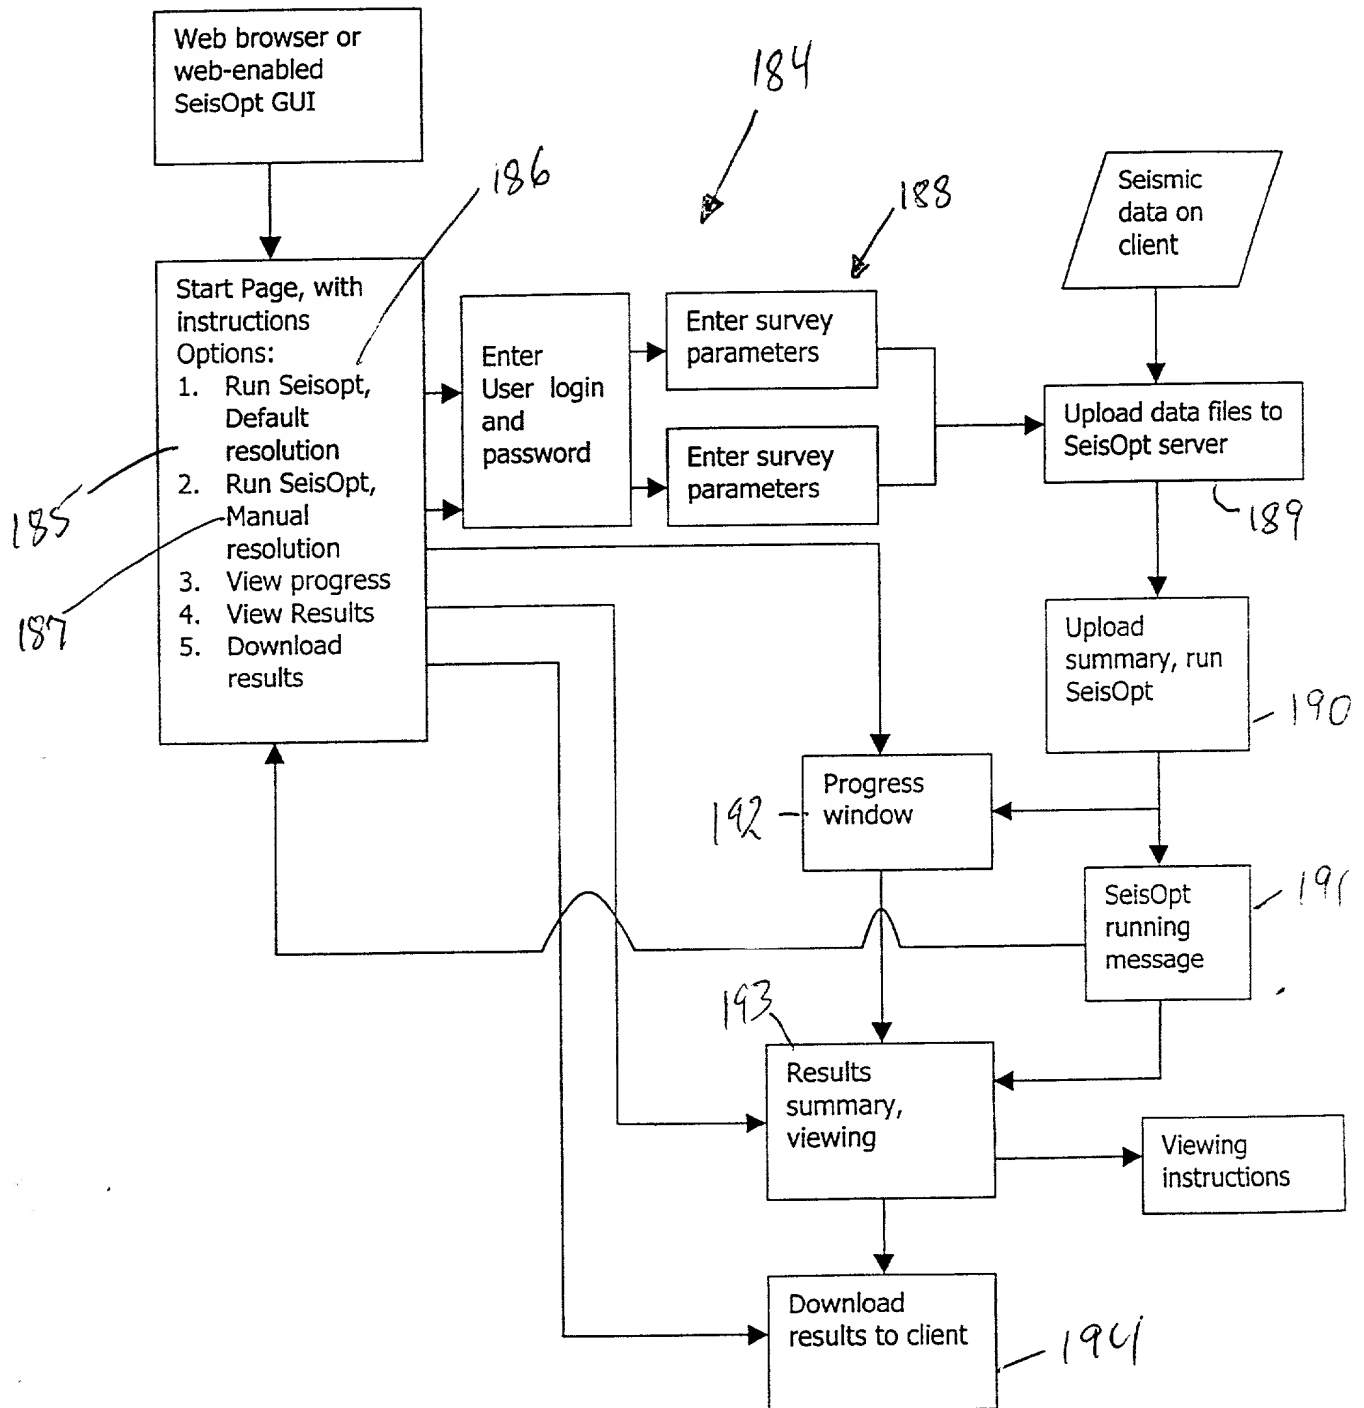 Web browser or
web-enabled
SeisOpt GUI
184
186
188
Seismic
data on
client
Start Page, with
instructions
Options:
1. Run Seisopt,
Default
resolution
2. Run SeisOpt,
Manual
resolution
3. View progress
4. View Results
5. Download
results
185
187
Enter
User login
and
password
Enter survey
parameters
Enter survey
parameters
Upload data files to
SeisOpt server
189
Upload
summary, run
SeisOpt
190
Progress
window
192
SeisOpt
running
message
191
193
Results
summary,
viewing
Viewing
instructions
Download
results to client
194